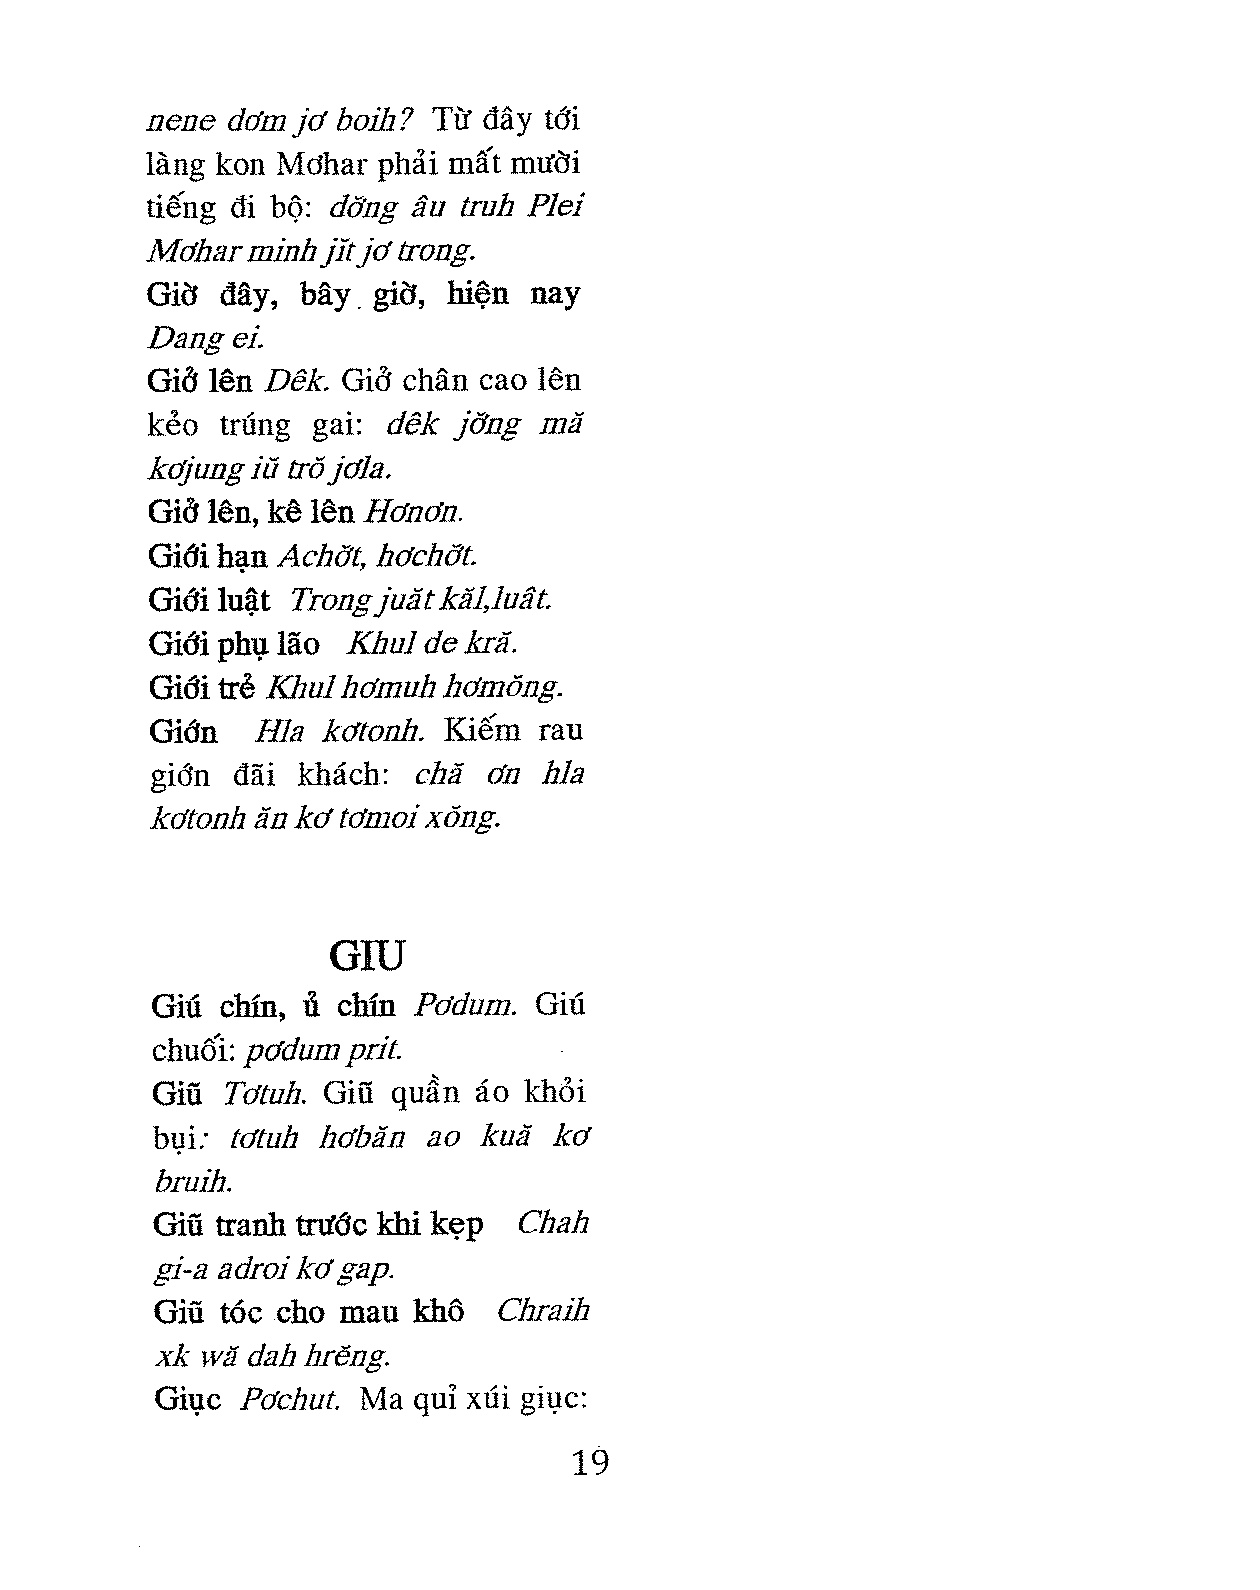 nene dơm jơ boih? Từ đây tới
làng kon Mơhar phải mất mười
tiếng đi bộ: dơ̆ng âu truh Plei
Mơhar minh jĭt jơ trong.
Giờ đây, bây giờ, hiện nay
Dang ei.
Giở lên Dêk. Giở chân cao lên
kẻo trúng gai: dêk jơ̆ng mă
kơjung iŭ trŏ jơla.
Giở lên, kê lên Hơnơn.
Giới hạn Achơ̆t, hơchơ̆t.
Giới luật Trong juăt kăl,luât.
Giới phụ lão Khul de kră.
Giới trẻ Khul hơmuh hơmŏng.
Giớn Hla kơtonh. Kiếm rau
giớn đãi khách: chă ơn hla
kơtonh ăn kơ tơmoi xŏng.
GIU
Giú chín, ủ chín Pơdum. Giú
chuối: pơdum prit.
Giũ Tơtuh. Giũ quần áo khỏi
bụi: tơtuh hơbăn ao kuă kơ
bruih.
Giũ tranh trước khi kẹp Chah
gi-a adroi kơ gap.
Giũ tóc cho mau khô Chraih
xk wă dah hrĕng.
Giục Pơchut. Ma quỉ xúi giục:
19